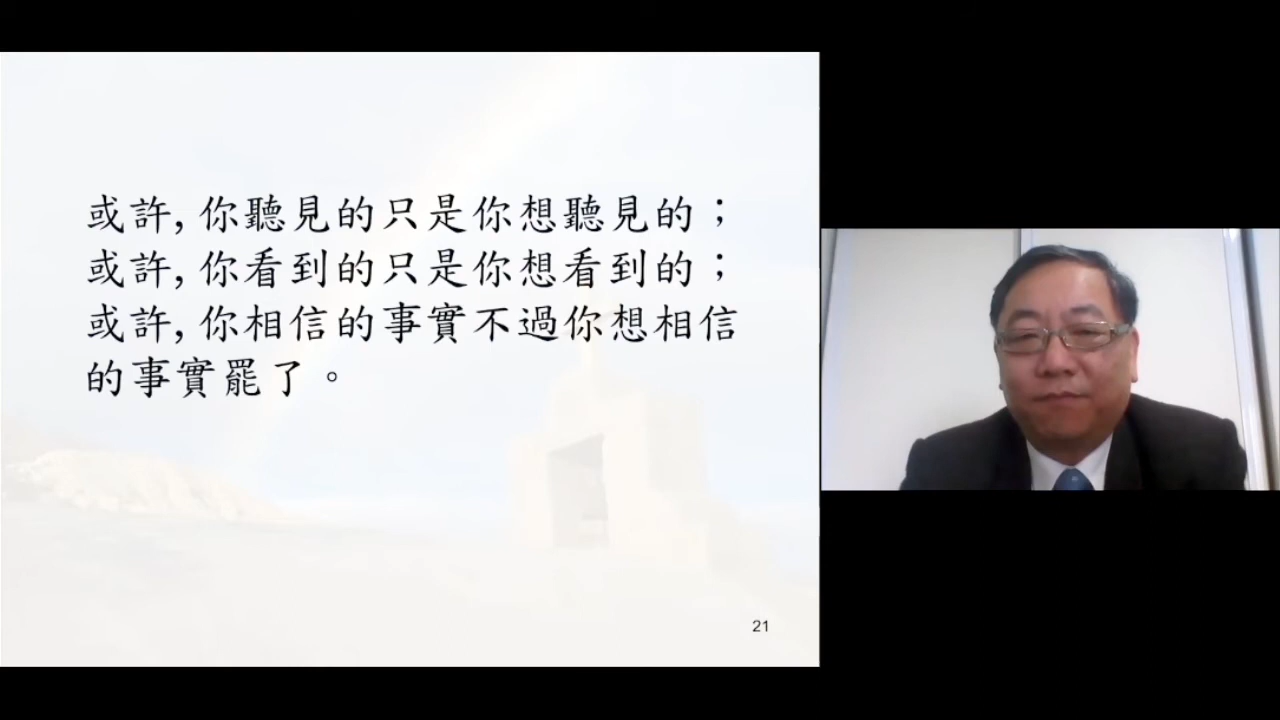 或許,你聽見的只是你想聽見的；
或許,你看到的只是你想看到的；
或許,你相信的事實不過你想相信
的事實罷了。
21